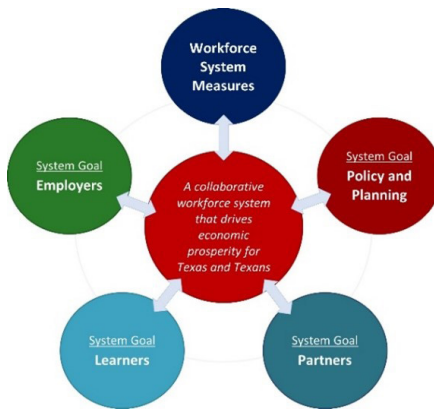 Workforce
System
Measures
System Goal
Employers
System Goal
Policy and
Planning
A collaborative
workforce system
that drives
economic
prosperity for
Texas and Texans
System Goal
Learners
System Goal
Partners